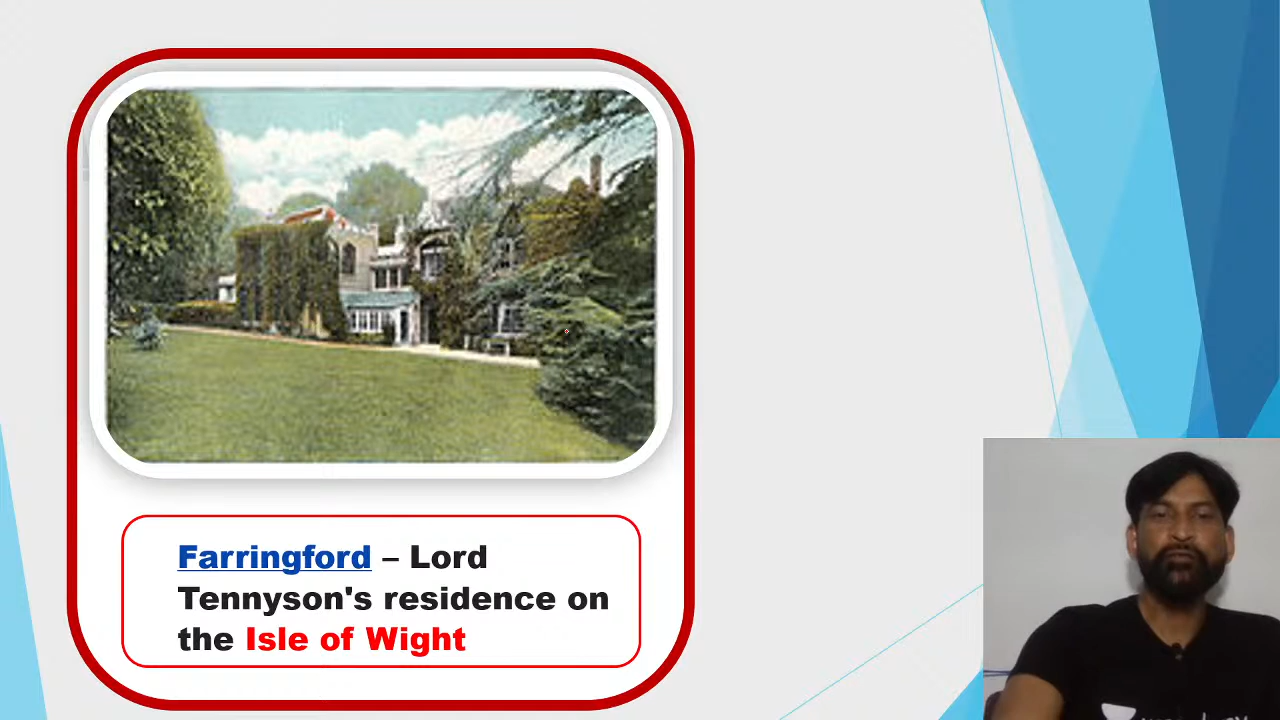 Farringford – Lord
Tennyson's residence on
the Isle of Wight